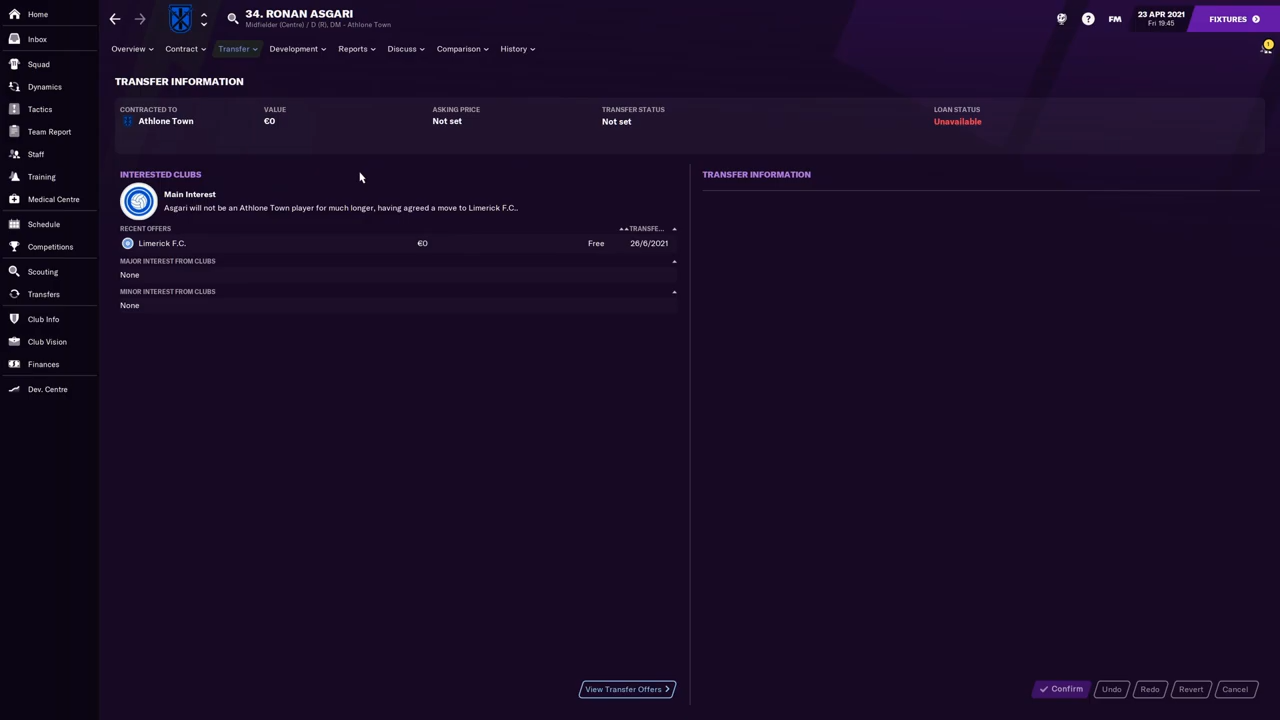 Home
Inbox
Squad
Dynamics
Tactics
Team Report
Staff
Training
Medical Centre
Schedule
Competitions
Scouting
Transfers
Club Info
Club Vision
Finances
Dev. Centre
34. RONAN ASGARI
Midfielder (Centre) / D (R), DM - Athlone Town
FM
23 APR 2021
Fri 19:45
FIXTURES
Overview
Contract
Transfer
Development
Reports
Discuss
Comparison
History
1
TRANSFER INFORMATION
CONTRACTED TO
Athlone Town
VALUE
€0
ASKING PRICE
Not set
TRANSFER STATUS
Not set
LOAN STATUS
Unavailable
INTERESTED CLUBS
Main Interest
Asgari will not be an Athlone Town player for much longer, having agreed a move to Limerick F.C..
RECENT OFFERS TRANSFE...
Limerick F.C. €0 Free 26/6/2021
MAJOR INTEREST FROM CLUBS
None
MINOR INTEREST FROM CLUBS
None
View Transfer Offers
TRANSFER INFORMATION
Confirm
Undo
Redo
Revert
Cancel